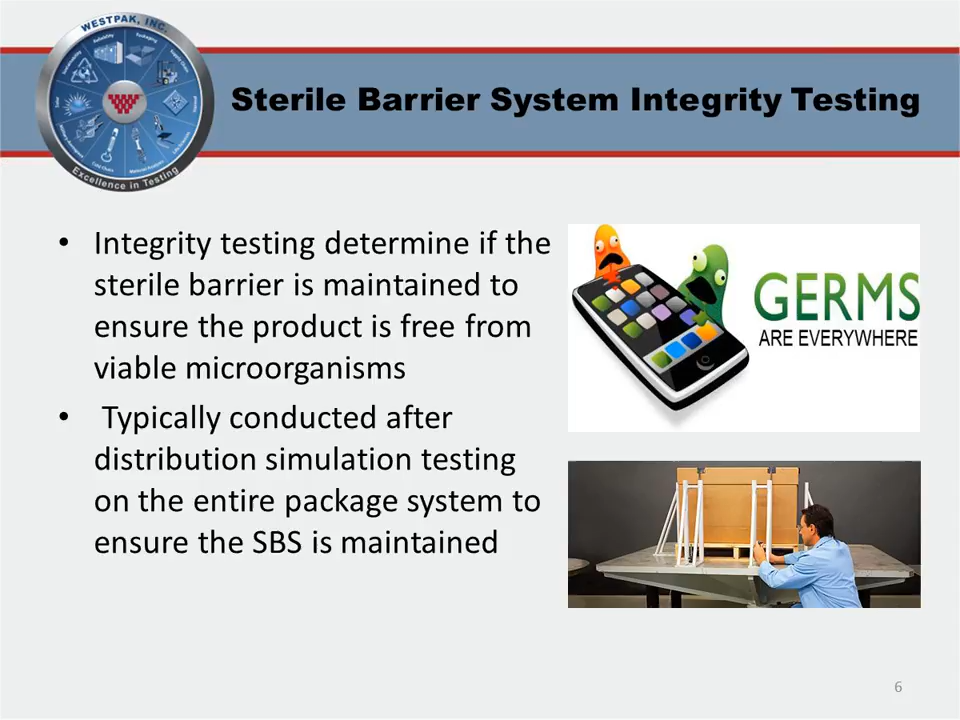 WESTPAK, INC.
Sterile Barrier System Integrity Testing
Excellence in Testing
• Integrity testing determine if the
sterile barrier is maintained to
ensure the product is free from
viable microorganisms
• Typically conducted after
distribution simulation testing
on the entire package system to
ensure the SBS is maintained
GERMS
ARE EVERYWHERE
6